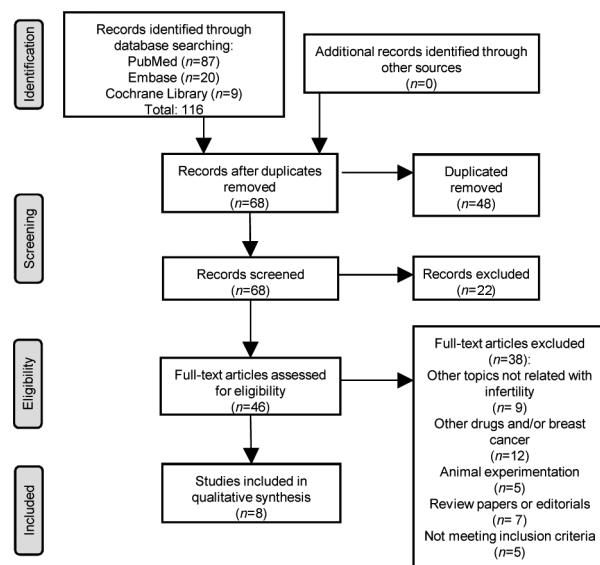 Identification
Records identified through
database searching:
PubMed (n=87)
Embase (n=20)
Cochrane Library (n=9)
Total: 116
Additional records identified through
other sources
(n=0)
Screening
Records after duplicates
removed
(n=68)
Duplicated
removed
(n=48)
Records screened
(n=68)
Records excluded
(n=22)
Eligibility
Full-text articles assessed
for eligibility
(n=46)
Full-text articles excluded
(n=38):
Other topics not related with
infertility
(n= 9)
Other drugs and/or breast
cancer
(n=12)
Animal experimentation
(n=5)
Review papers or editorials
(n= 7)
Not meeting inclusion criteria
(n=5)
Included
Studies included in
qualitative synthesis
(n=8)